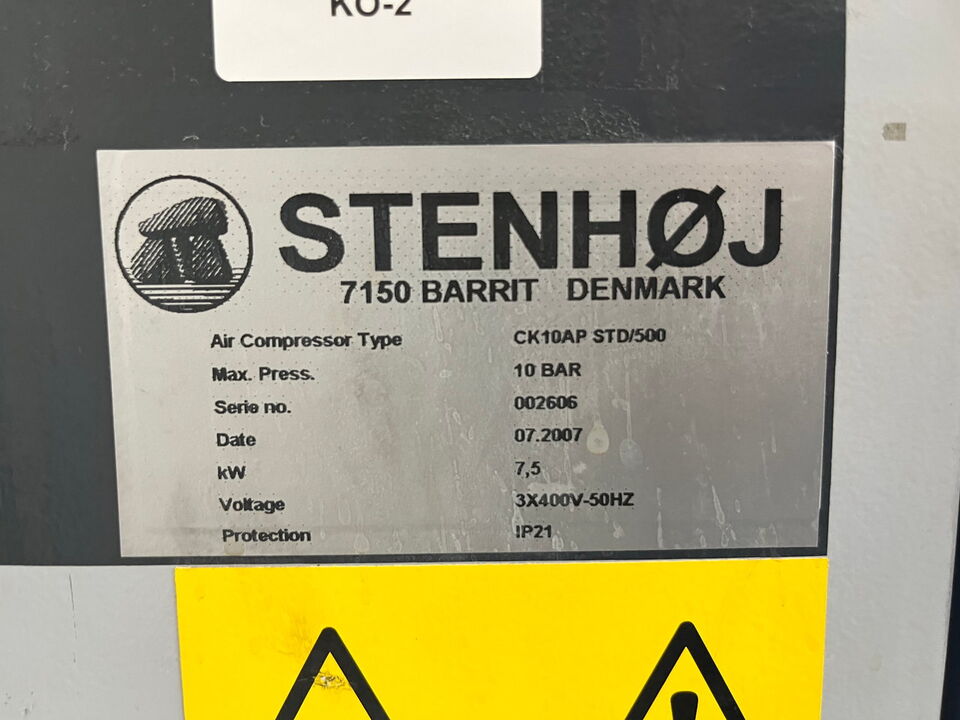 KO-2
STENHØJ
7150 BARRIT DENMARK
Air Compressor Type CK10AP STD/500
Max. Press. 10 BAR
Serie no. 002606
Date 07.2007
kW 7,5
Voltage 3X400V-50HZ
Protection IP21